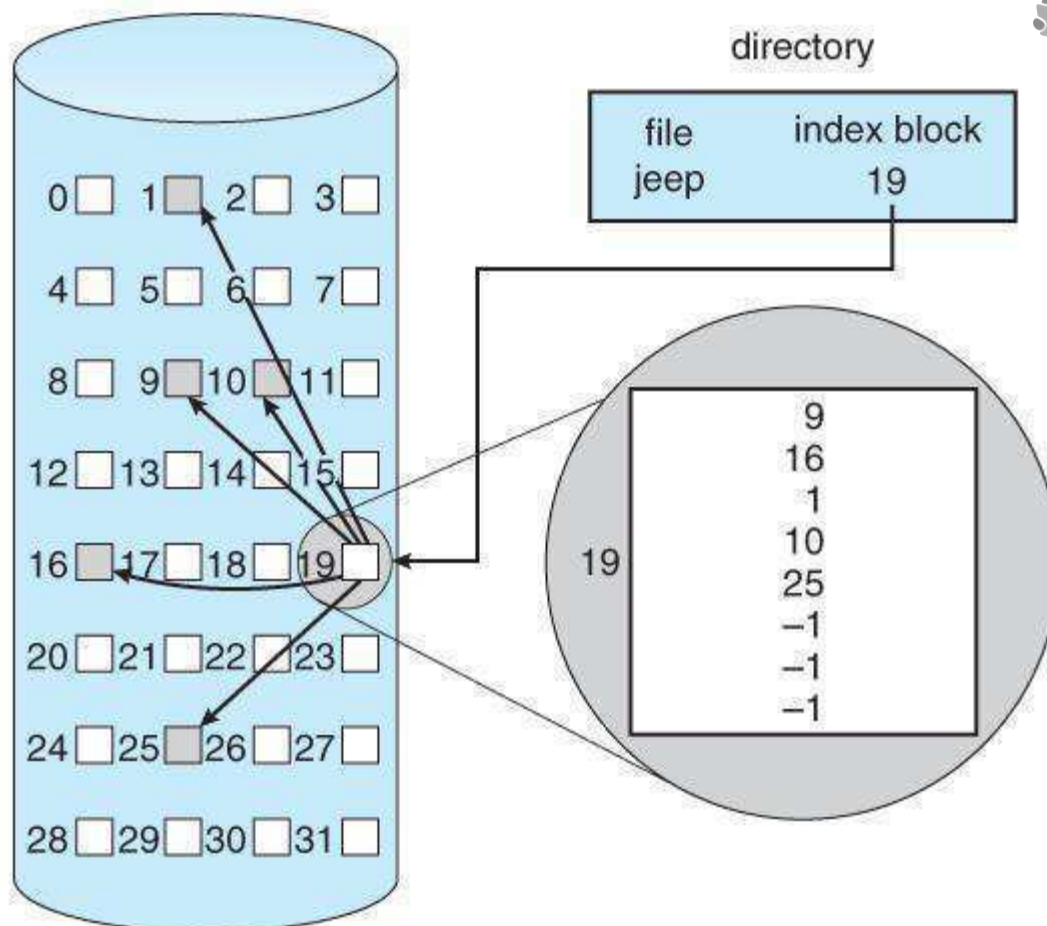 directory
file index block
jeep 19
0 1 2 3
4 5 6 7
8 9 10 11
12 13 14 15
16 17 18 19
20 21 22 23
24 25 26 27
28 29 30 31
19
9
16
1
10
25
–1
–1
–1